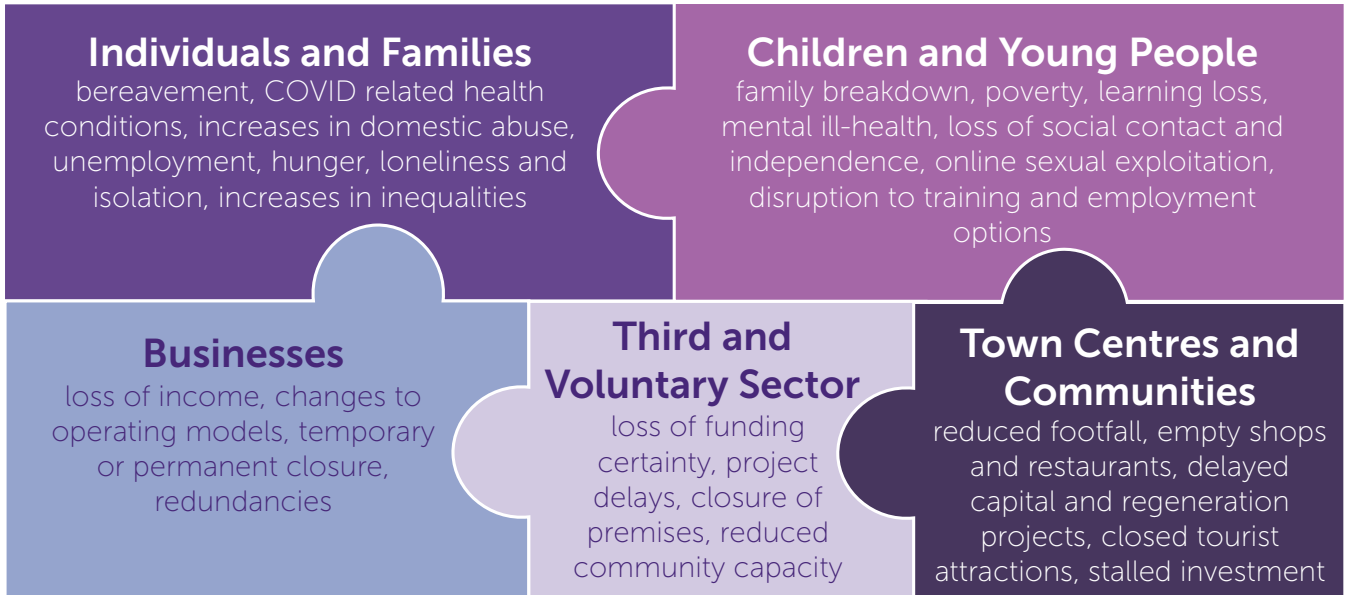 Individuals and Families
bereavement, COVID related health
conditions, increases in domestic abuse,
unemployment, hunger, loneliness and
isolation, increases in inequalities
Children and Young People
family breakdown, poverty, learning loss,
mental ill-health, loss of social contact and
independence, online sexual exploitation,
disruption to training and employment
options
Businesses
loss of income, changes to
operating models, temporary
or permanent closure,
redundancies
Third and
Voluntary Sector
loss of funding
certainty, project
delays, closure of
premises, reduced
community capacity
Town Centres and
Communities
reduced footfall, empty shops
and restaurants, delayed
capital and regeneration
projects, closed tourist
attractions, stalled investment